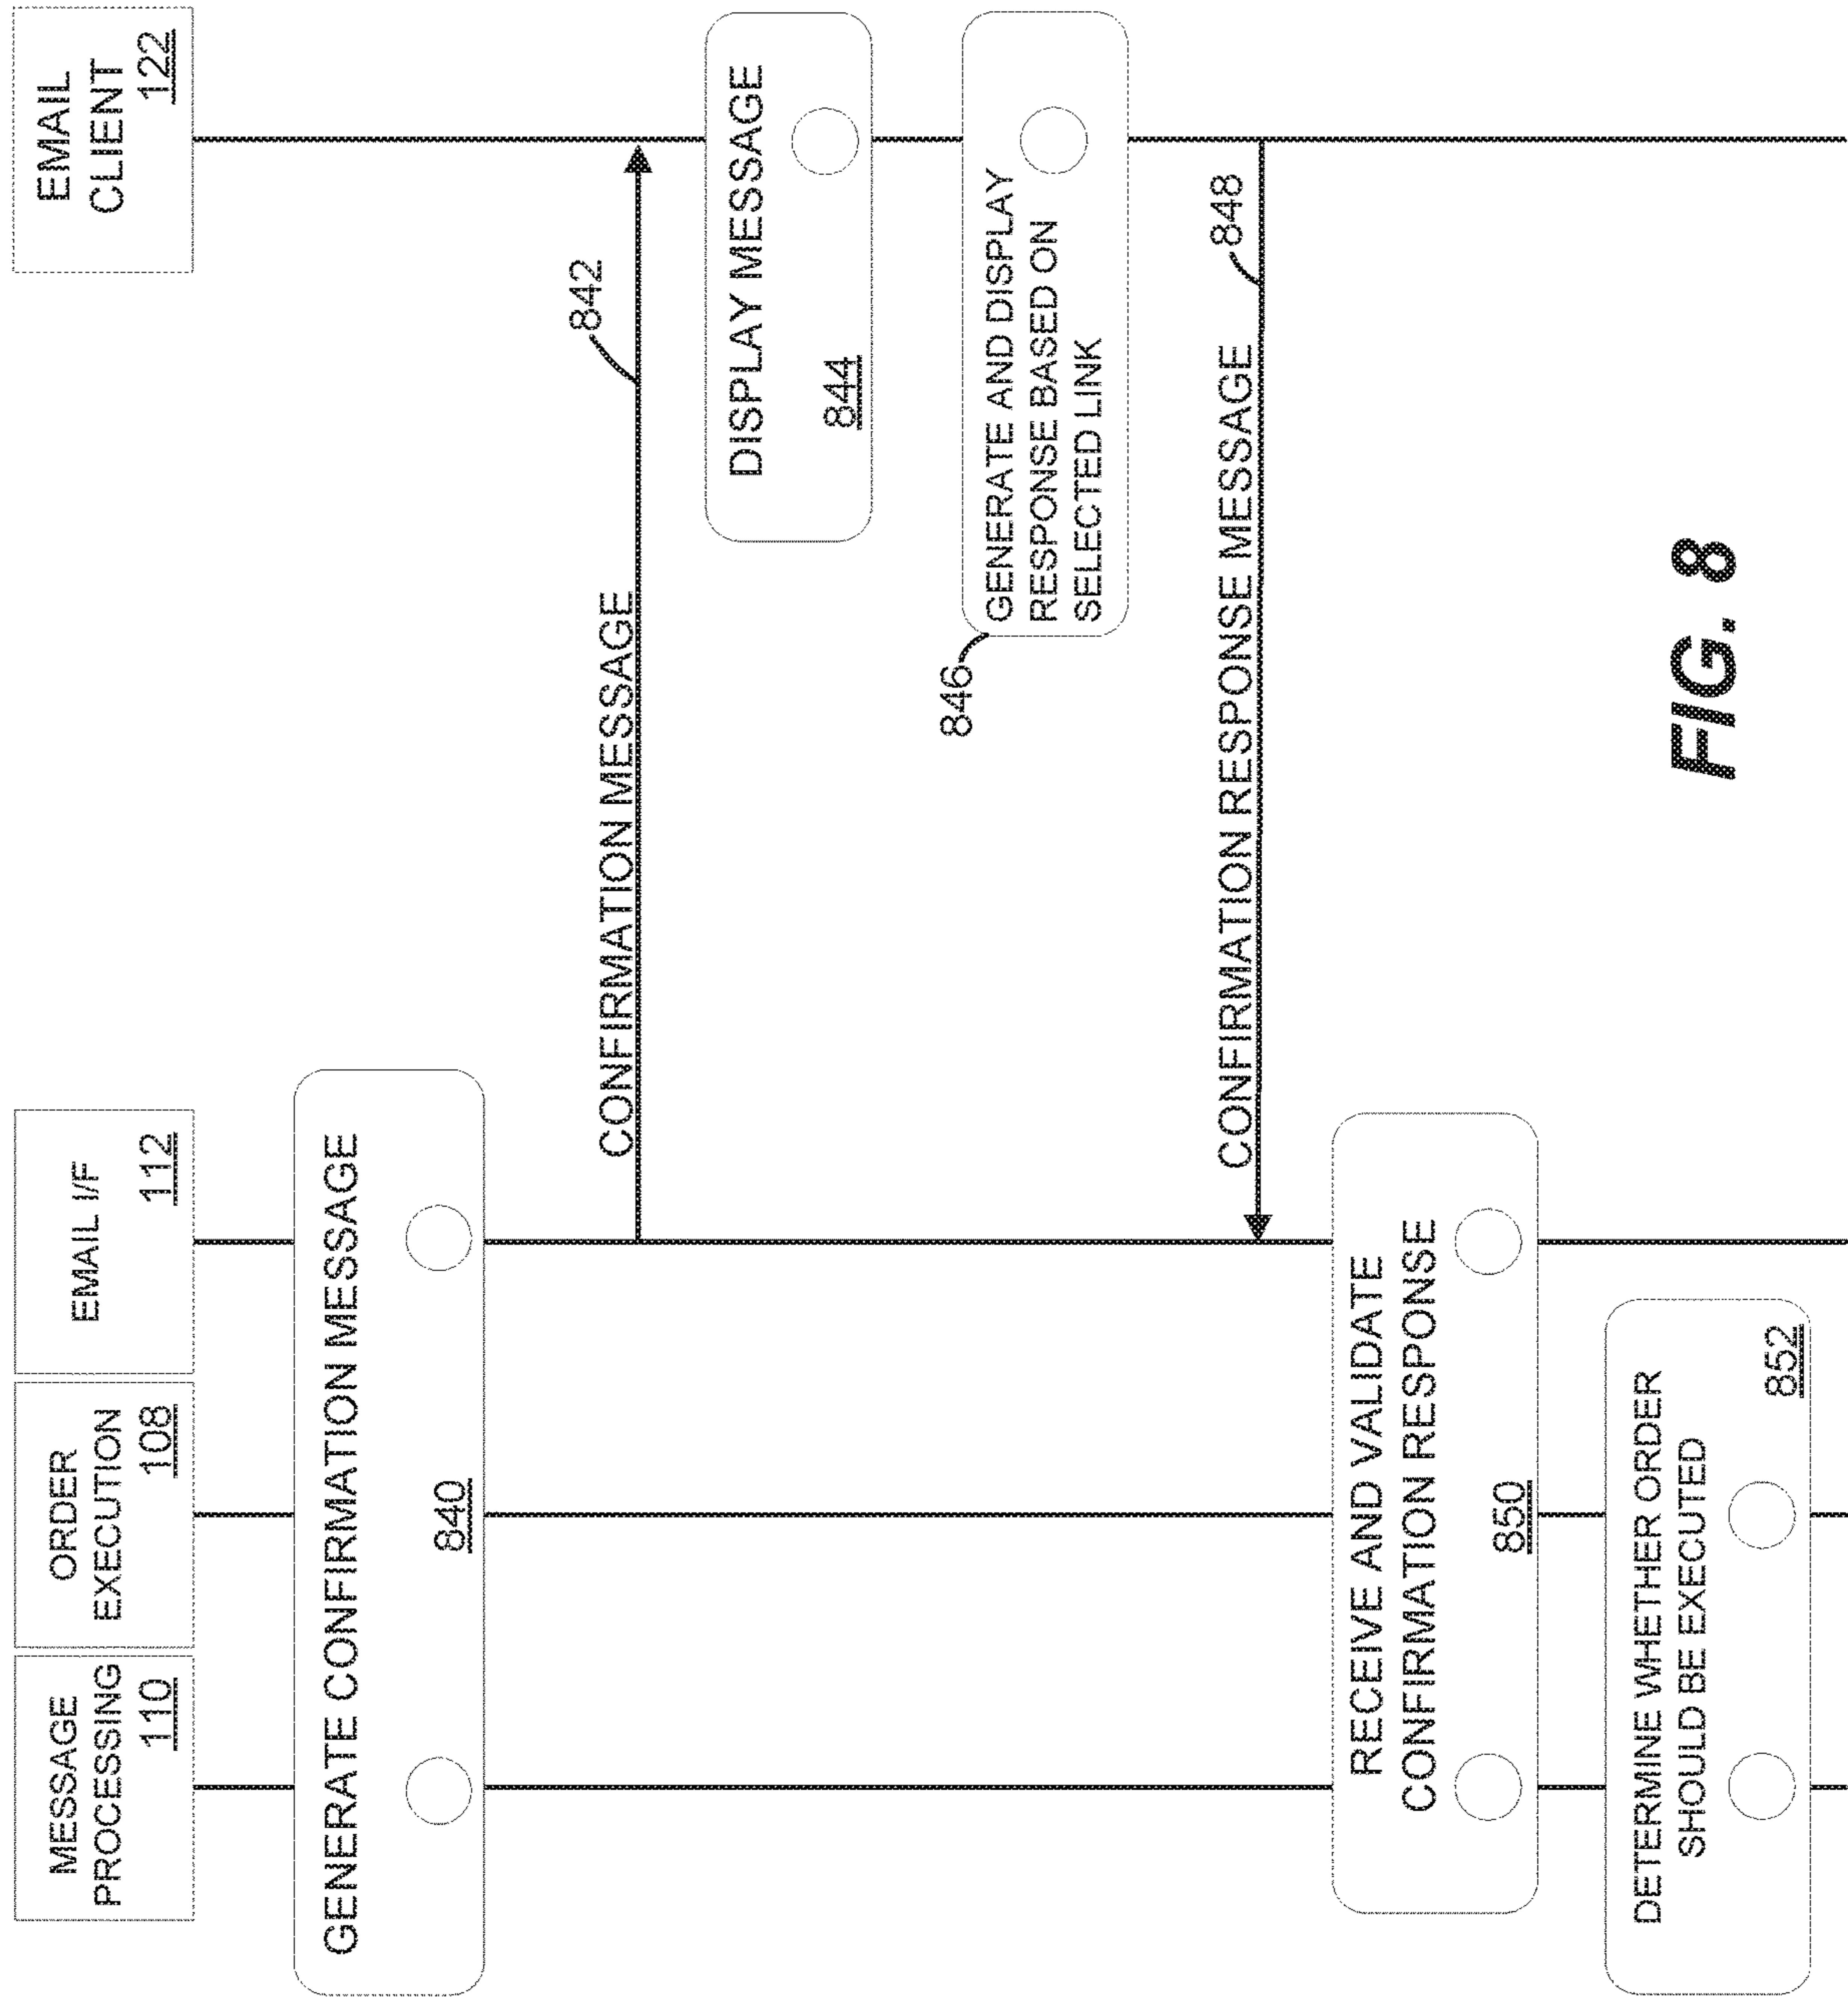 MESSAGE
PROCESSING
110
ORDER
EXECUTION
108
EMAIL I/F
112
EMAIL
CLIENT
122
GENERATE CONFIRMATION MESSAGE
840
CONFIRMATION MESSAGE
842
DISPLAY MESSAGE
844
846
GENERATE AND DISPLAY
RESPONSE BASED ON
SELECTED LINK
CONFIRMATION RESPONSE MESSAGE
848
RECEIVE AND VALIDATE
CONFIRMATION RESPONSE
850
DETERMINE WHETHER ORDER
SHOULD BE EXECUTED
852
FIG. 8